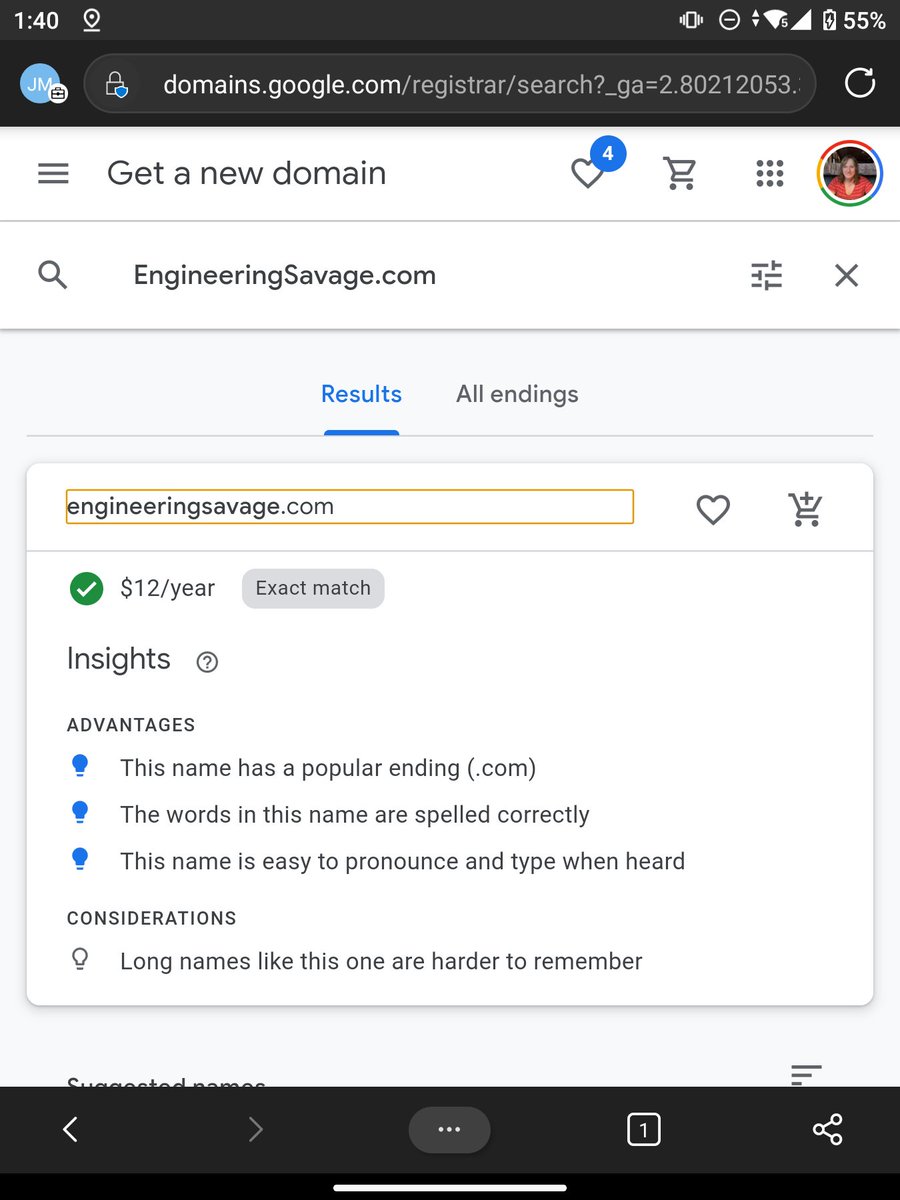 1:40
5
55%
JM
domains.google.com/registrar/search?_ga=2.80212053.
Get a new domain
4
EngineeringSavage.com
Results All endings
engineeringsavage.com
$12/year Exact match
Insights ?
ADVANTAGES
This name has a popular ending (.com)
The words in this name are spelled correctly
This name is easy to pronounce and type when heard
CONSIDERATIONS
Long names like this one are harder to remember
Suggested names
1